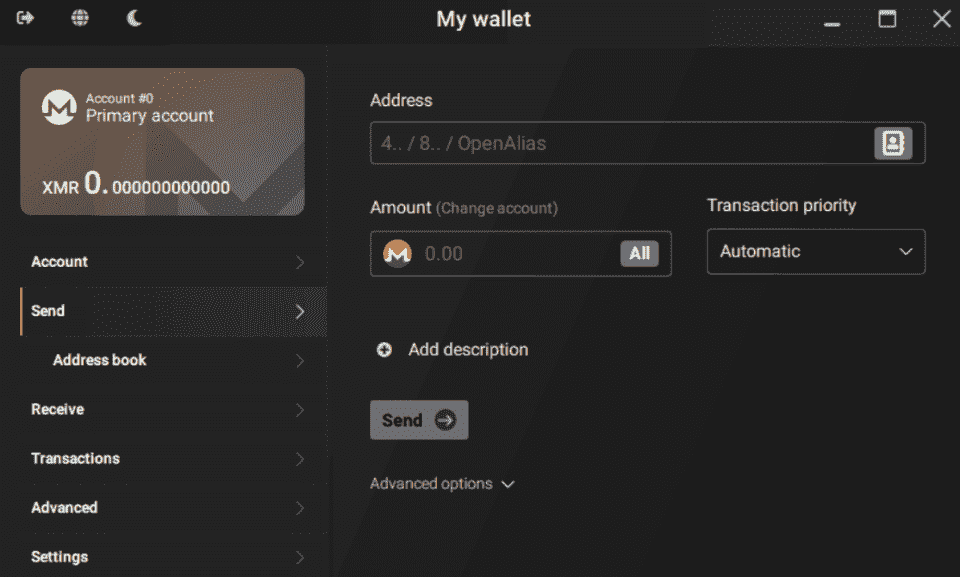 My wallet
Account #0
Primary account
XMR 0.000000000000
Account
Send
Address book
Receive
Transactions
Advanced
Settings
Address
4.. / 8.. / OpenAlias
Amount (Change account)
Transaction priority
0.00
All
Automatic
Add description
Send
Advanced options